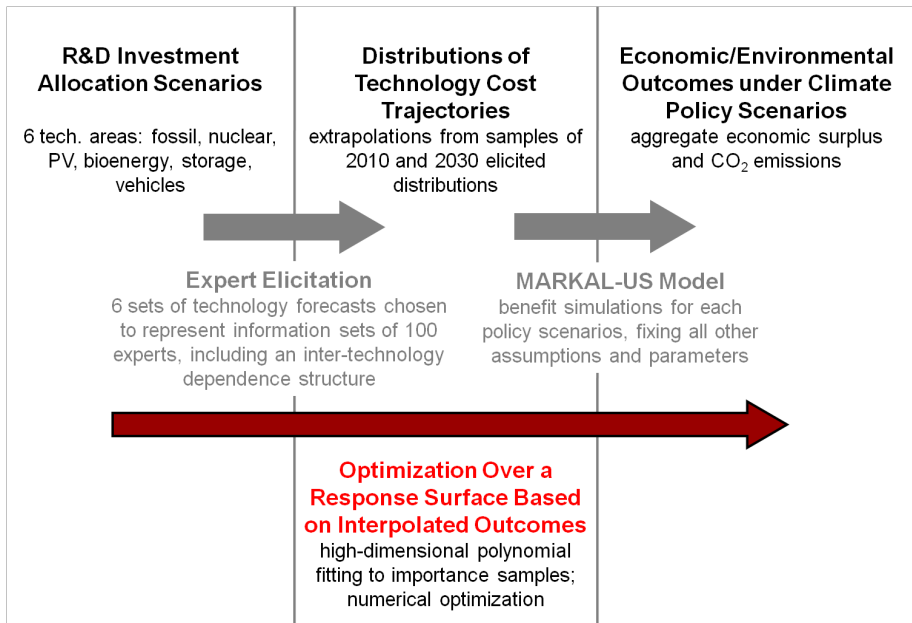 R&D Investment
Allocation Scenarios
6 tech. areas: fossil, nuclear,
PV, bioenergy, storage,
vehicles
Distributions of
Technology Cost
Trajectories
extrapolations from samples of
2010 and 2030 elicited
distributions
Economic/Environmental
Outcomes under Climate
Policy Scenarios
aggregate economic surplus
and CO₂ emissions
Expert Elicitation
6 sets of technology forecasts chosen
to represent information sets of 100
experts, including an inter-technology
dependence structure
MARKAL-US Model
benefit simulations for each
policy scenarios, fixing all other
assumptions and parameters
Optimization Over a
Response Surface Based
on Interpolated Outcomes
high-dimensional polynomial
fitting to importance samples;
numerical optimization